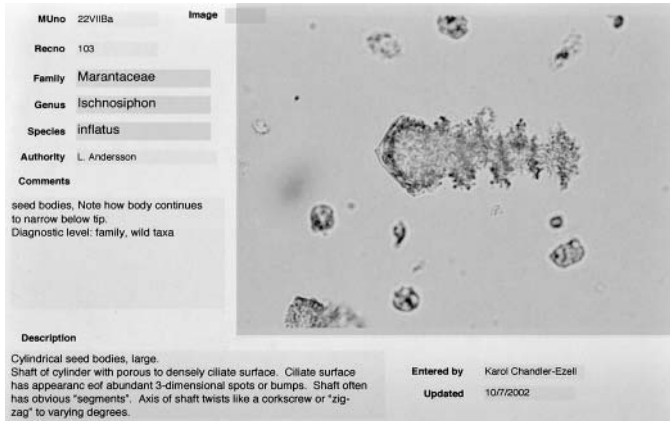 MUno 22VIIBa Image
Recno 103
Family Marantaceae
Genus Ischnosiphon
Species inflatus
Authority L. Andersson
Comments
seed bodies, Note how body continues
to narrow below tip.
Diagnostic level: family, wild taxa
Description
Cylindrical seed bodies, large.
Shaft of cylinder with porous to densely ciliate surface. Ciliate surface
has appearanc eof abundant 3-dimensional spots or bumps. Shaft often
has obvious "segments". Axis of shaft twists like a corkscrew or "zig-
zag" to varying degrees.
Entered by Karol Chandler-Ezell
Updated 10/7/2002